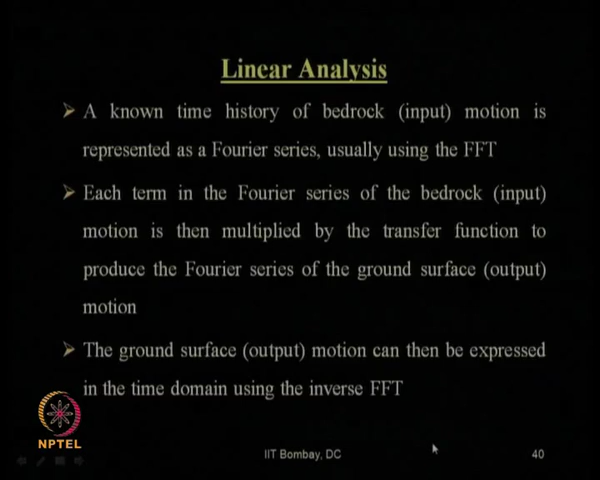 Linear Analysis
➢ A known time history of bedrock (input) motion is
represented as a Fourier series, usually using the FFT
➢ Each term in the Fourier series of the bedrock (input)
motion is then multiplied by the transfer function to
produce the Fourier series of the ground surface (output)
motion
➢ The ground surface (output) motion can then be expressed
in the time domain using the inverse FFT
NPTEL
IIT Bombay, DC
40